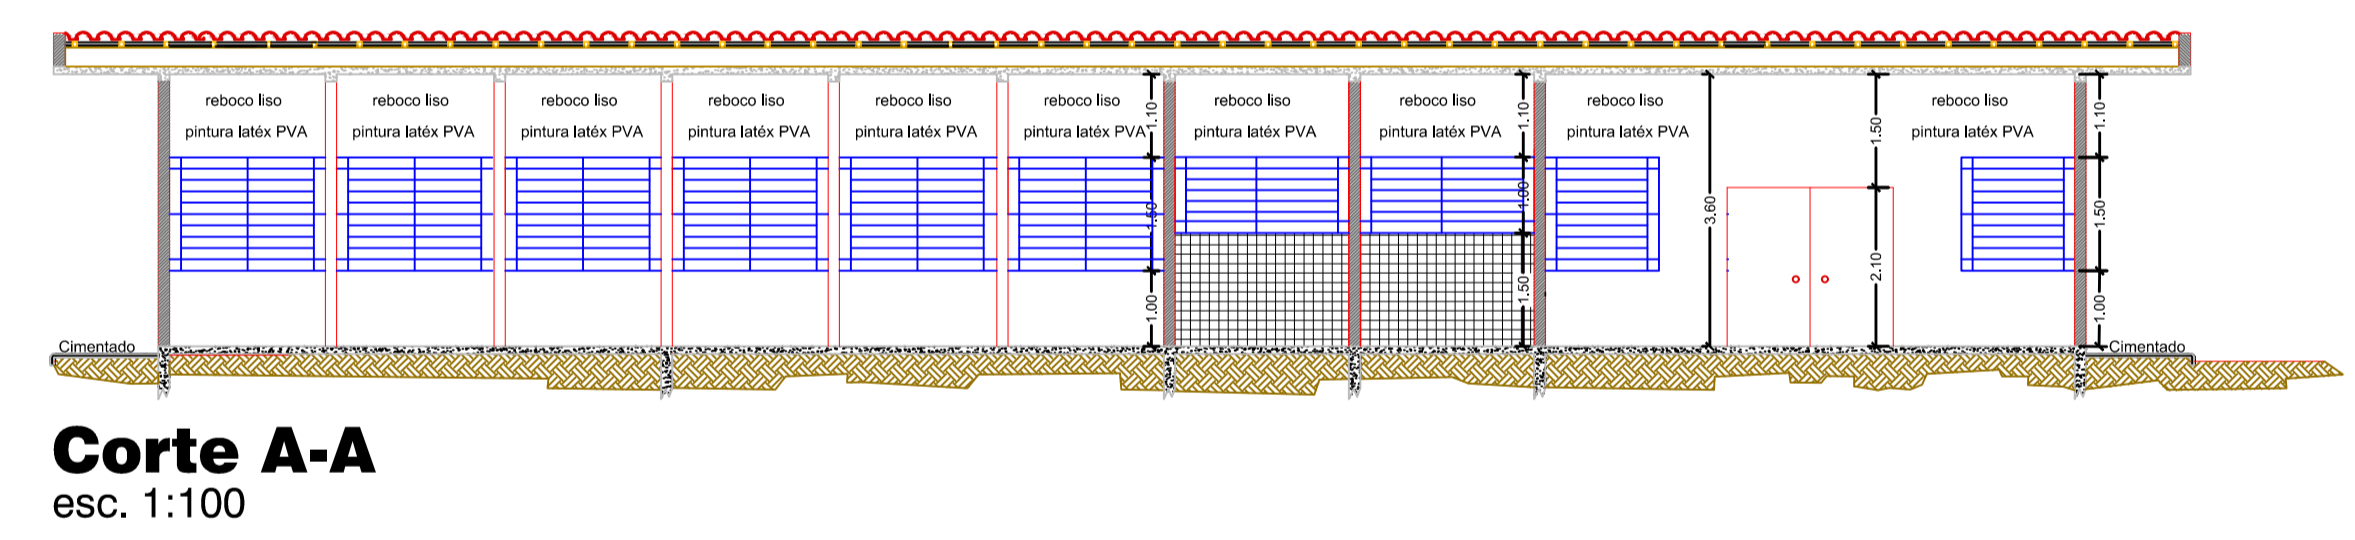 reboco liso
pintura latéx PVA
reboco liso
pintura latéx PVA
reboco liso
pintura latéx PVA
reboco liso
pintura latéx PVA
reboco liso
pintura latéx PVA
reboco liso
pintura latéx PVA
1.10
1.50
1.00
reboco liso
pintura latéx PVA
reboco liso
pintura latéx PVA
1.10
1.00
1.50
reboco liso
pintura latéx PVA
3.60
1.50
2.10
reboco liso
pintura latéx PVA
1.10
1.50
1.00
Cimentado
Cimentado
Corte A-A
esc. 1:100